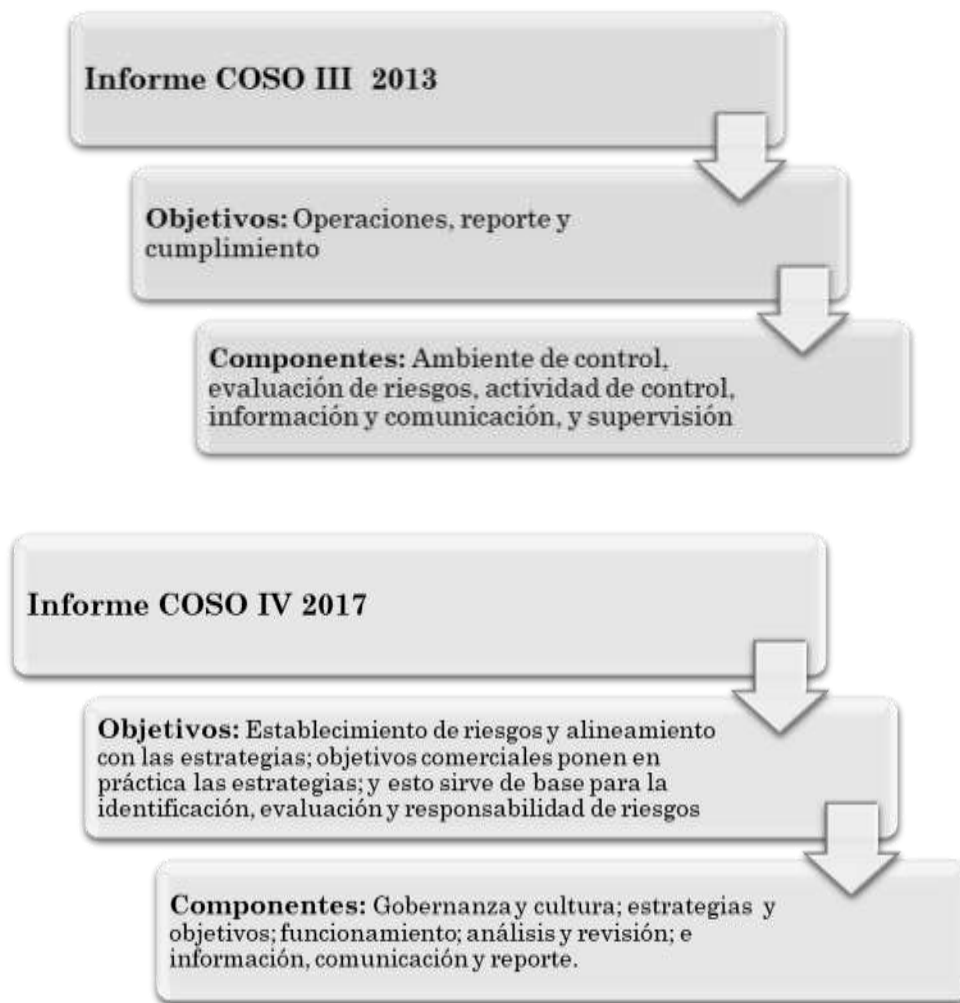 Informe COSO III 2013
Objetivos: Operaciones, reporte y
cumplimiento
Componentes: Ambiente de control,
evaluación de riesgos, actividad de control,
información y comunicación, y supervisión
Informe COSO IV 2017
Objetivos: Establecimiento de riesgos y alineamiento
con las estrategias; objetivos comerciales ponen en
práctica las estrategias; y esto sirve de base para la
identificación, evaluación y responsabilidad de riesgos
Componentes: Gobernanza y cultura; estrategias y
objetivos; funcionamiento; análisis y revisión; e
información, comunicación y reporte.